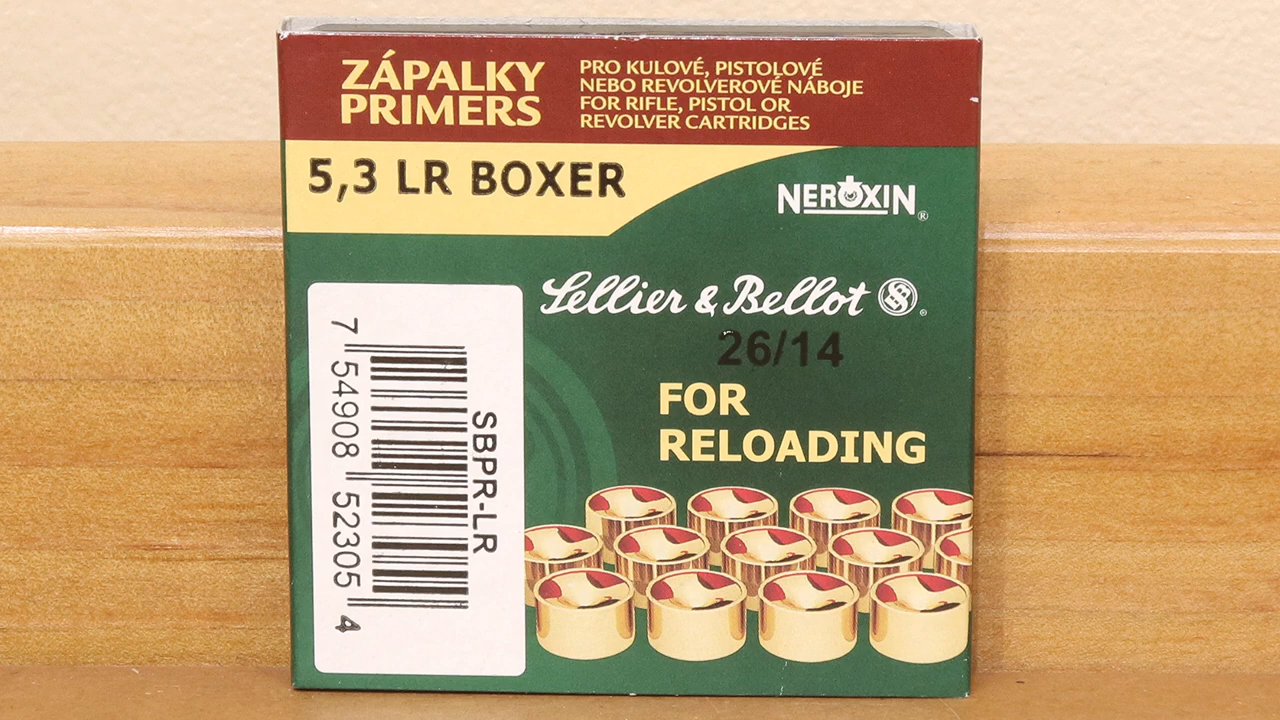 ZÁPALKY
PRIMERS
PRO KULOVÉ, PISTOLOVÉ
NEBO REVOLVEROVÉ NÁBOJE
FOR RIFLE, PISTOL OR
REVOLVER CARTRIDGES
5,3 LR BOXER
NEROXIN®
Sellier & Bellot SB
26/14
FOR
RELOADING
SBPR-LR
7 54908 52305 4